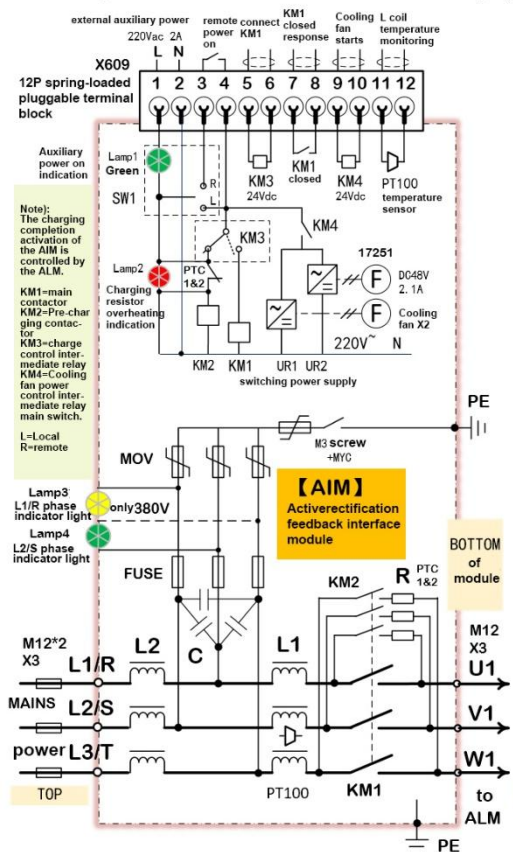 external auxiliary power
220Vac 2A
L N
remote
power
on
connect
KM1
KM1
closed
response
Cooling
fan
starts
L coil
temperature
monitoring
X609
12P spring-loaded
pluggable terminal
block
1 2 3 4 5 6 7 8 9 10 11 12
Auxiliary
power on
indication
Lamp1
Green
SW1
R
L
KM3
24Vdc
KM1
closed
KM4
24Vdc
PT100
temperature
sensor
Note):
The charging
completion
activation of
the AIM is
controlled by
the ALM.
KM1=main
contactor
KM2=Pre-char
ging contac-
tor
KM3=charge
control inter-
mediate relay
KM4=Cooling
fan power
control inter-
mediate relay
main switch.
L=Local
R=remote
KM3
KM4
Lamp2
PTC
1&2
Charging
resistor
overheating
indication
17251
F
DC48V
2.1A
F
Cooling
fan X2
220V~ N
KM2 KM1 UR1 UR2
switching power supply
PE
M3 screw
+MYC
MOV
Lamp3
L1/R phase
indicator light
only380V
Lamp4
L2/S phase
indicator light
【AIM】
Activerectification
feedback interface
module
BOTTOM
of
module
FUSE
KM2
R
PTC
1&2
C
M12*2
X3
L1/R
L2
L1
M12
X3
U1
MAINS
L2/S
V1
power
L3/T
W1
TOP
PT100
KM1
to
ALM
PE